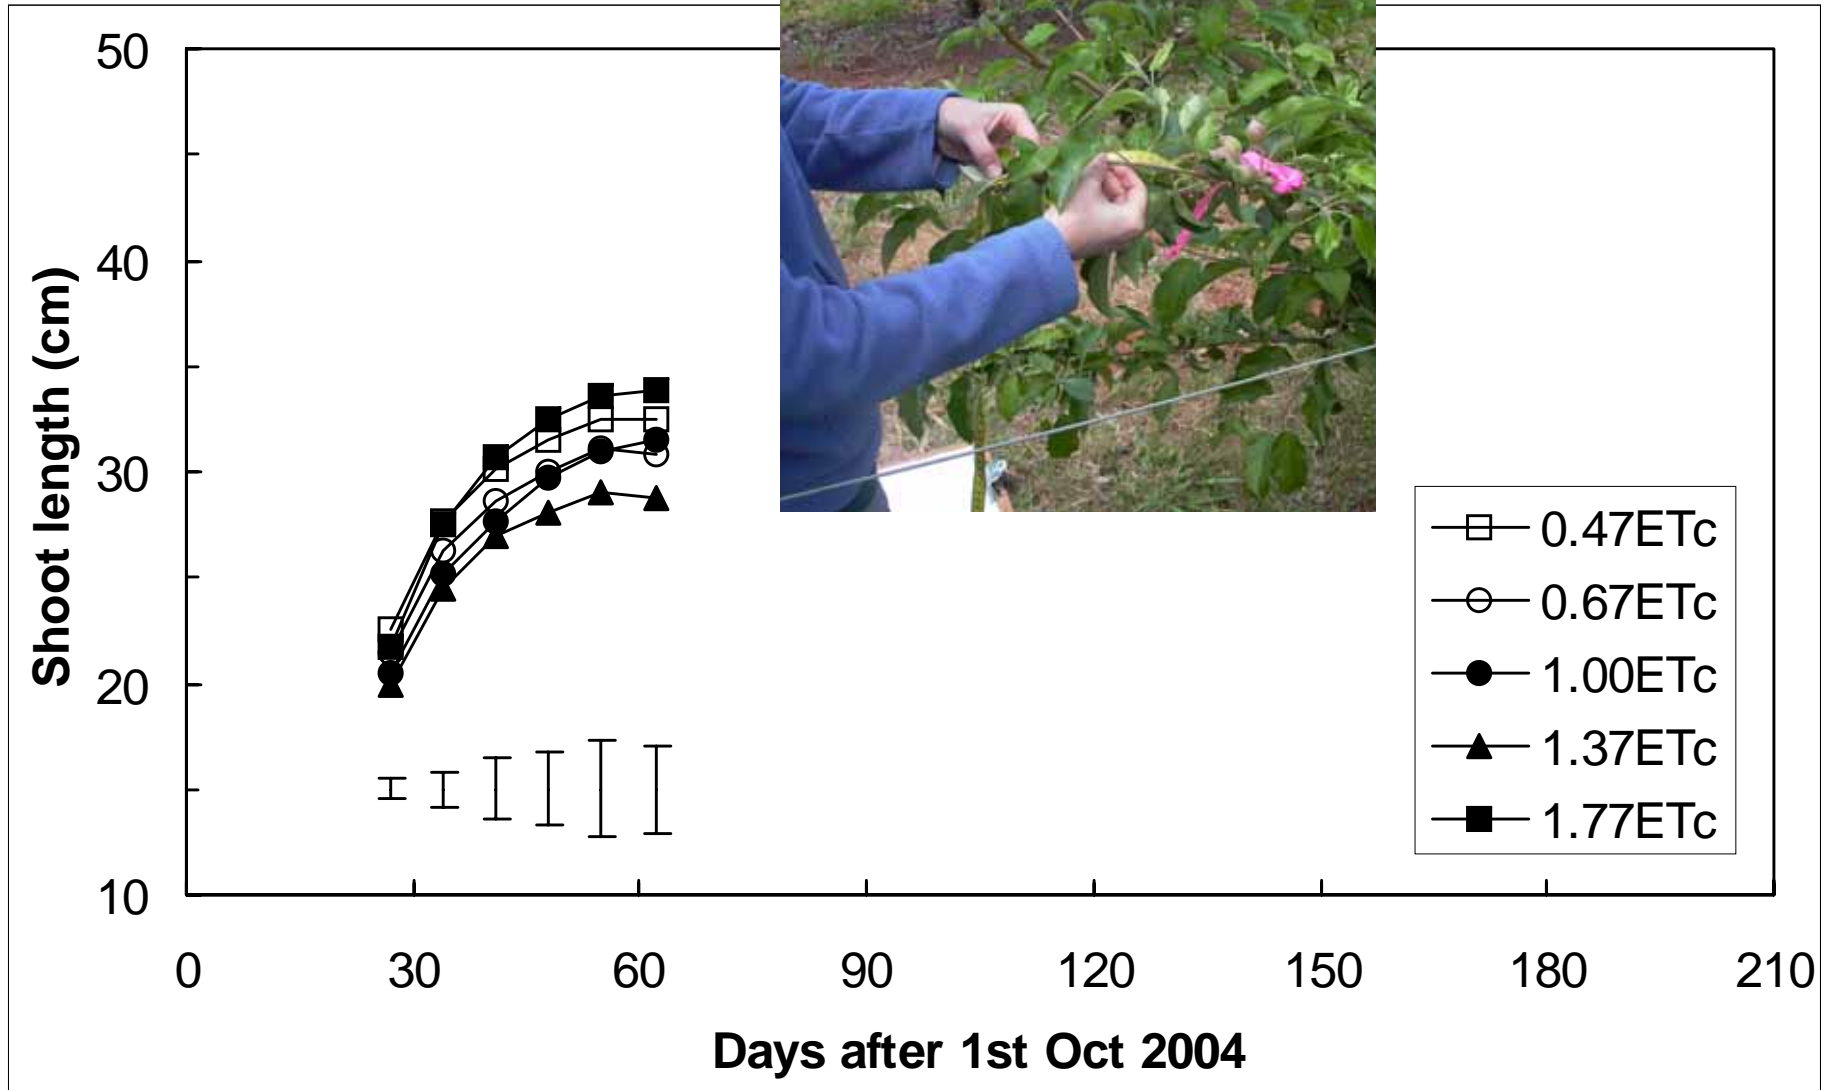 50
40
30
20
10
Shoot length (cm)
0 30 60 90 120 150 180 210
Days after 1st Oct 2004
0.47ETc
0.67ETc
1.00ETc
1.37ETc
1.77ETc